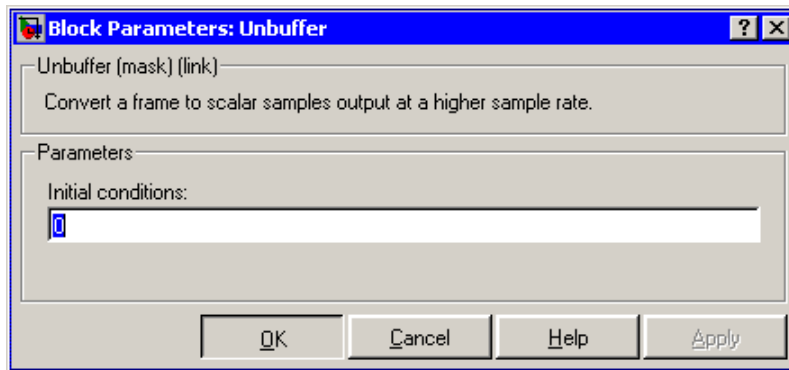 Block Parameters: Unbuffer
Unbuffer (mask) (link)
Convert a frame to scalar samples output at a higher sample rate.
Parameters
Initial conditions:
0
OK Cancel Help Apply